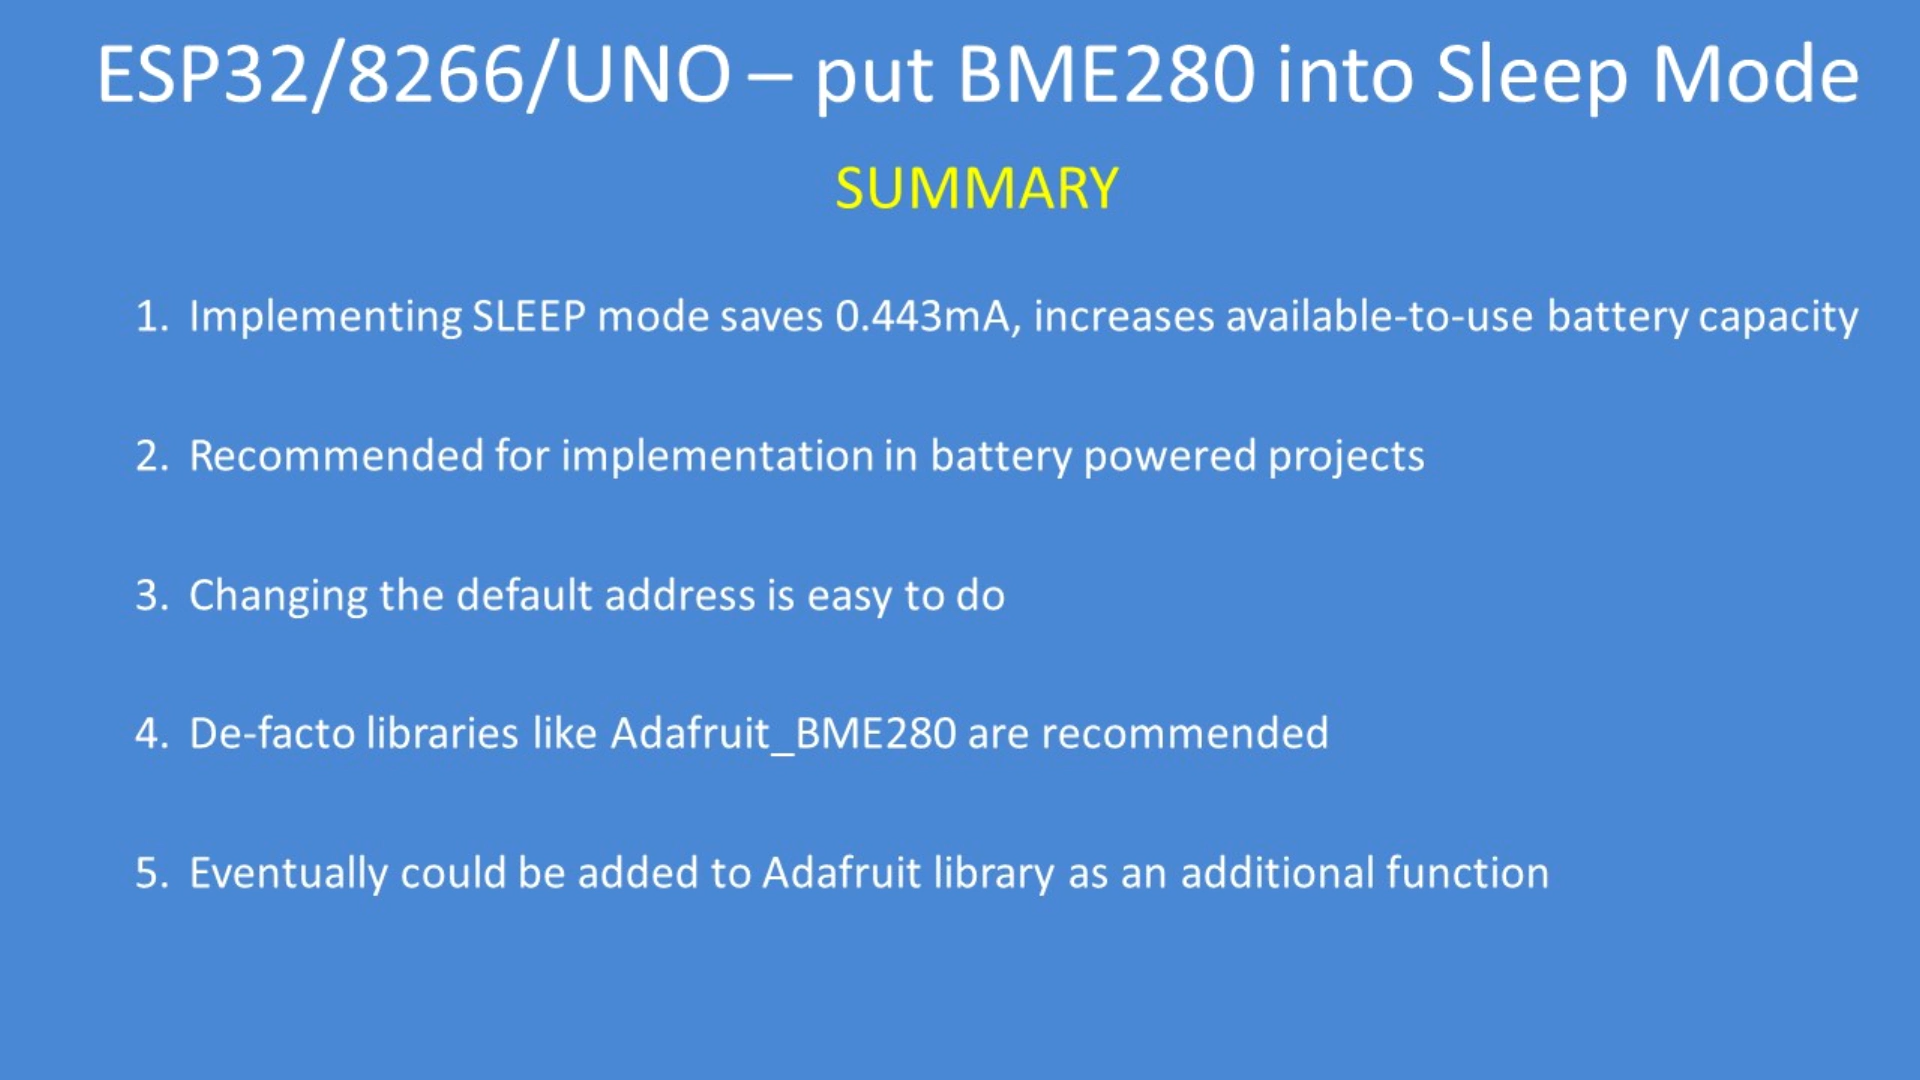 ESP32/8266/UNO – put BME280 into Sleep Mode
SUMMARY
1. Implementing SLEEP mode saves 0.443mA, increases available-to-use battery capacity
2. Recommended for implementation in battery powered projects
3. Changing the default address is easy to do
4. De-facto libraries like Adafruit_BME280 are recommended
5. Eventually could be added to Adafruit library as an additional function